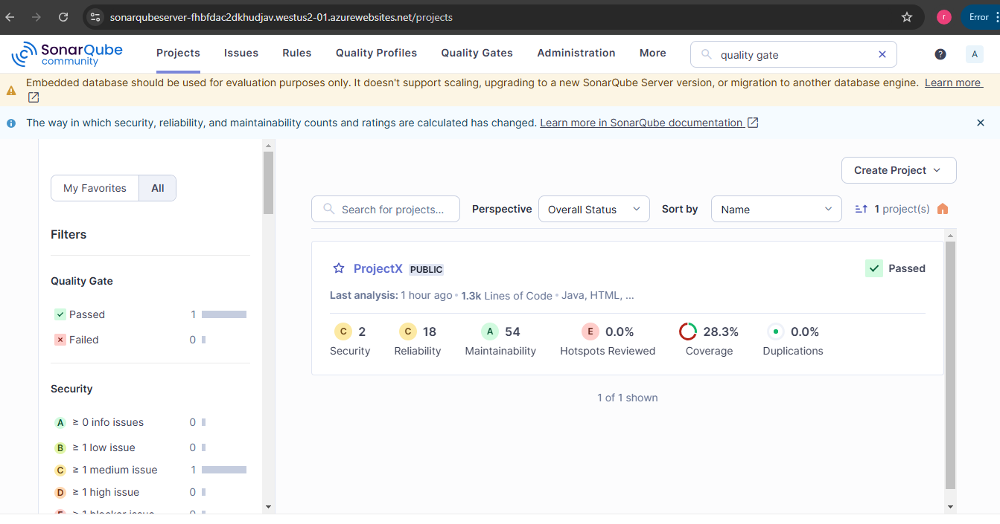 sonarqubeserver-fhbfdac2dkhudjav.westus2-01.azurewebsites.net/projects
r
Error
SonarQube
community
Projects
Issues
Rules
Quality Profiles
Quality Gates
Administration
More
quality gate
A
Embedded database should be used for evaluation purposes only. It doesn't support scaling, upgrading to a new SonarQube Server version, or migration to another database engine. Learn more
The way in which security, reliability, and maintainability counts and ratings are calculated has changed. Learn more in SonarQube documentation
My Favorites
All
Filters
Quality Gate
Passed 1
Failed 0
Security
A ≥ 0 info issues 0
B ≥ 1 low issue 0
C ≥ 1 medium issue 1
D ≥ 1 high issue 0
E ≥ 1 blocker issue 0
Create Project
Search for projects...
Perspective
Overall Status
Sort by
Name
1 project(s)
ProjectX PUBLIC
Passed
Last analysis: 1 hour ago • 1.3k Lines of Code • Java, HTML, ...
C 2
Security
C 18
Reliability
A 54
Maintainability
E 0.0%
Hotspots Reviewed
28.3%
Coverage
0.0%
Duplications
1 of 1 shown